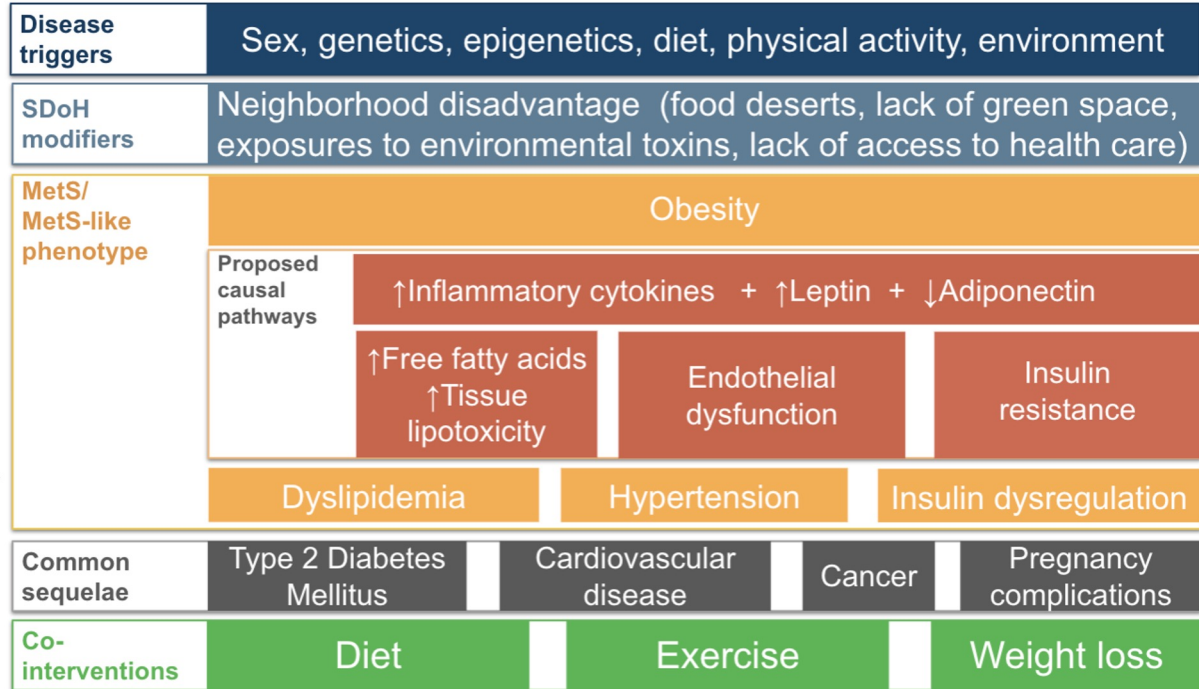 Disease
triggers
Sex, genetics, epigenetics, diet, physical activity, environment
SDoH
modifiers
Neighborhood disadvantage (food deserts, lack of green space,
exposures to environmental toxins, lack of access to health care)
MetS/
MetS-like
phenotype
Obesity
Proposed
causal
pathways
↑Inflammatory cytokines + ↑Leptin + ↓Adiponectin
↑Free fatty acids
↑Tissue
lipotoxicity
Endothelial
dysfunction
Insulin
resistance
Dyslipidemia
Hypertension
Insulin dysregulation
Common
sequelae
Type 2 Diabetes
Mellitus
Cardiovascular
disease
Cancer
Pregnancy
complications
Co-
interventions
Diet
Exercise
Weight loss